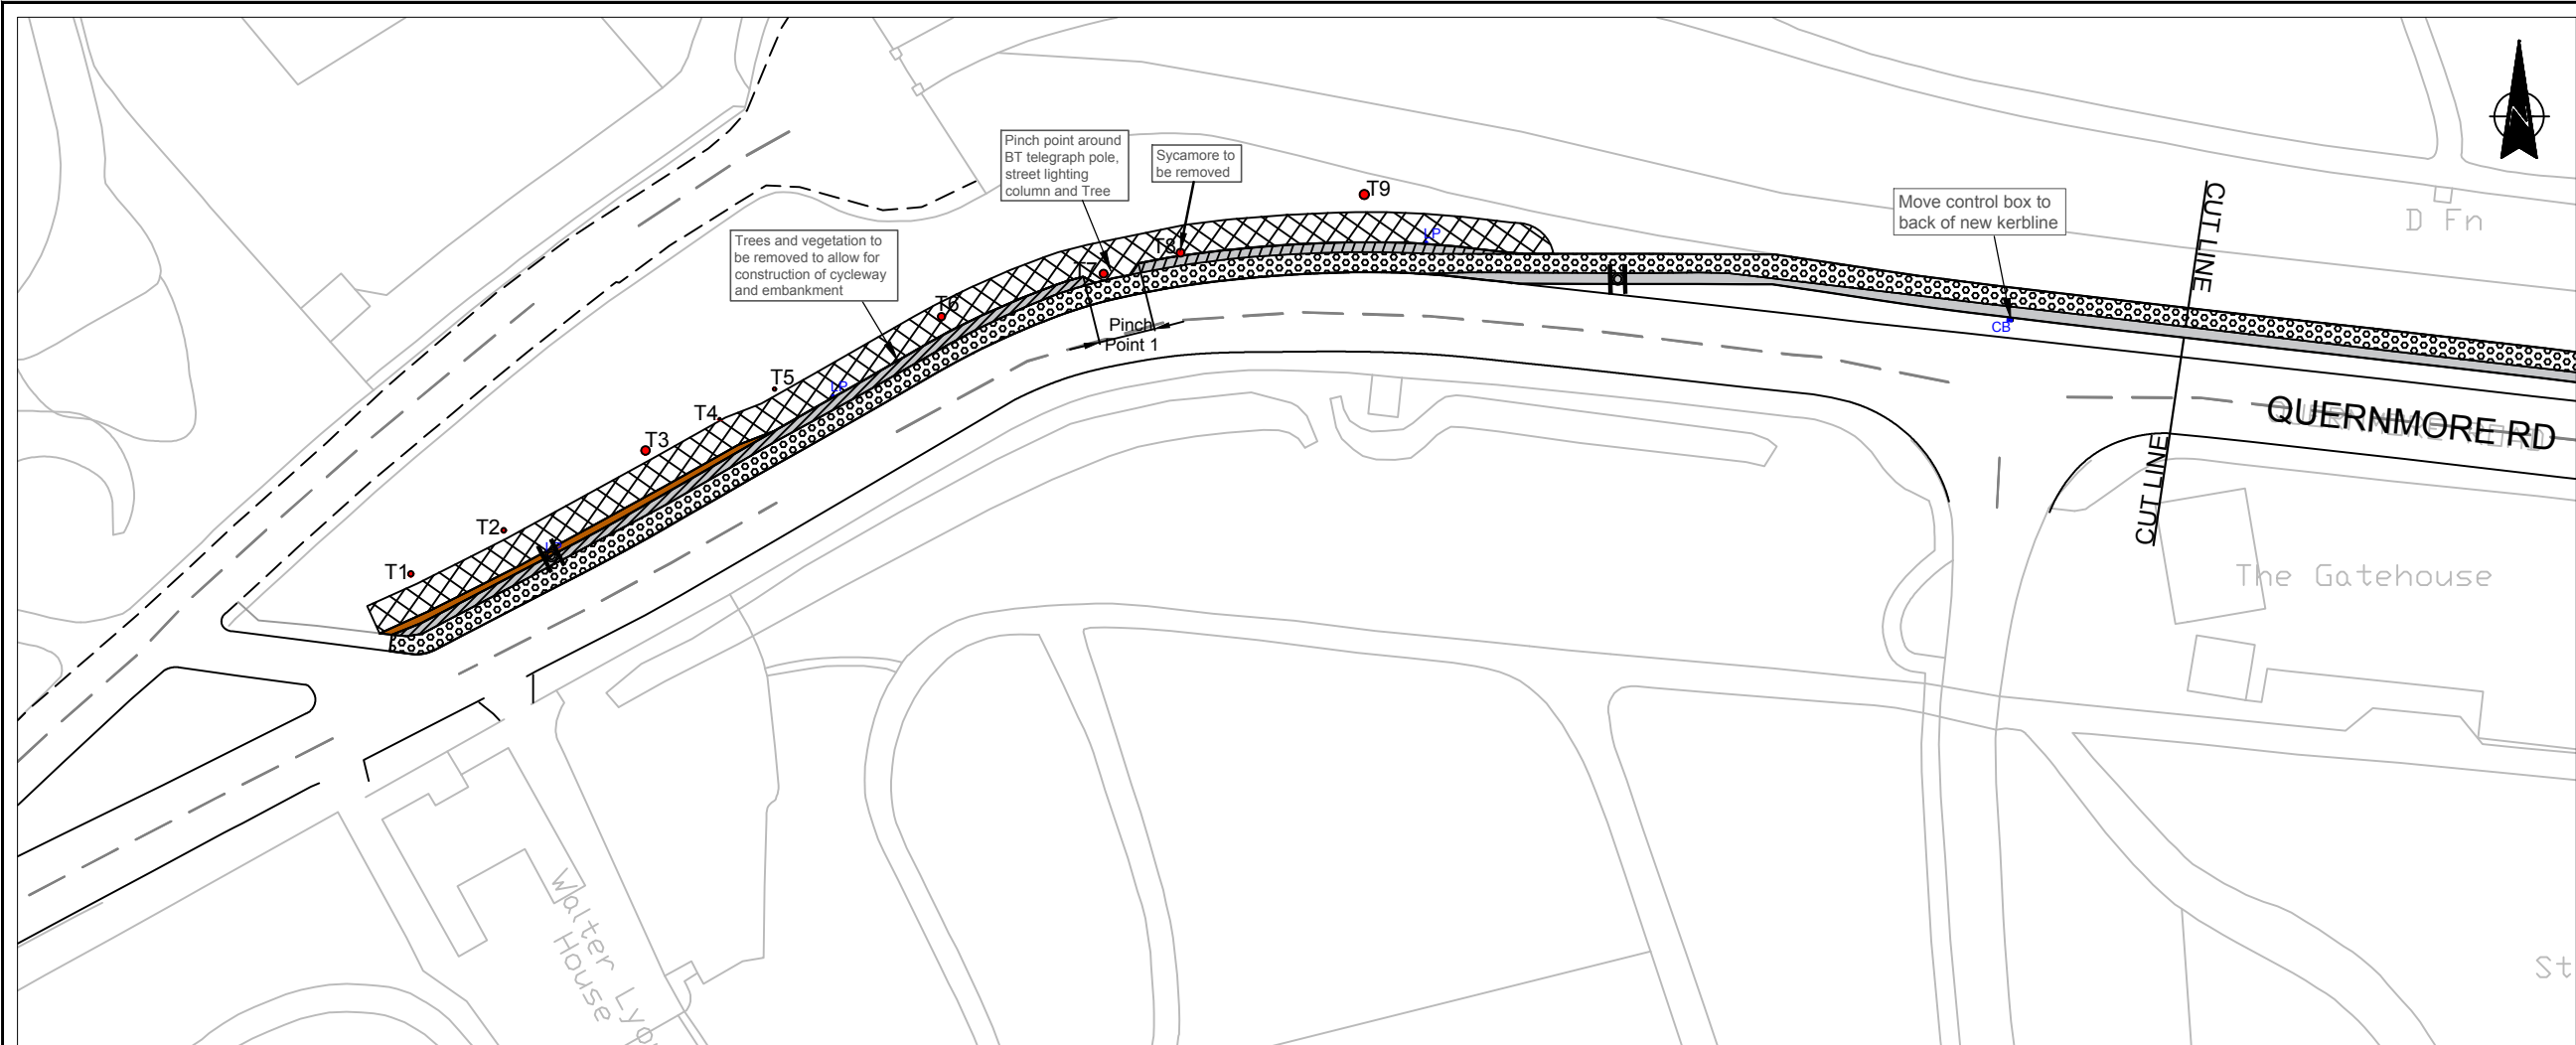 Pinch point around
BT telegraph pole,
street lighting
column and Tree
Sycamore to
be removed
T9
Move control box to
back of new kerbline
CUT LINE
D Fn
Trees and vegetation to
be removed to allow for
construction of cycleway
and embankment
T8
LP
T7
T6
Pinch
Point 1
CB
T5
LP
T4
T3
QUERNMORE RD
CUT LINE
T2
T1
The Gatehouse
Walter Lyo
House
St
N